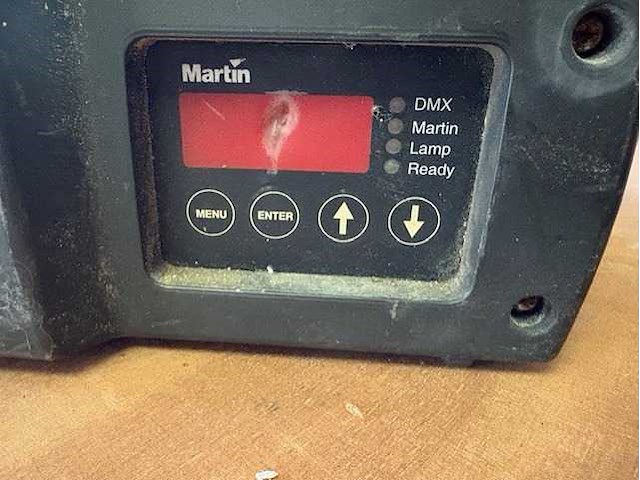 Martin
DMX
Martin
Lamp
Ready
MENU
ENTER